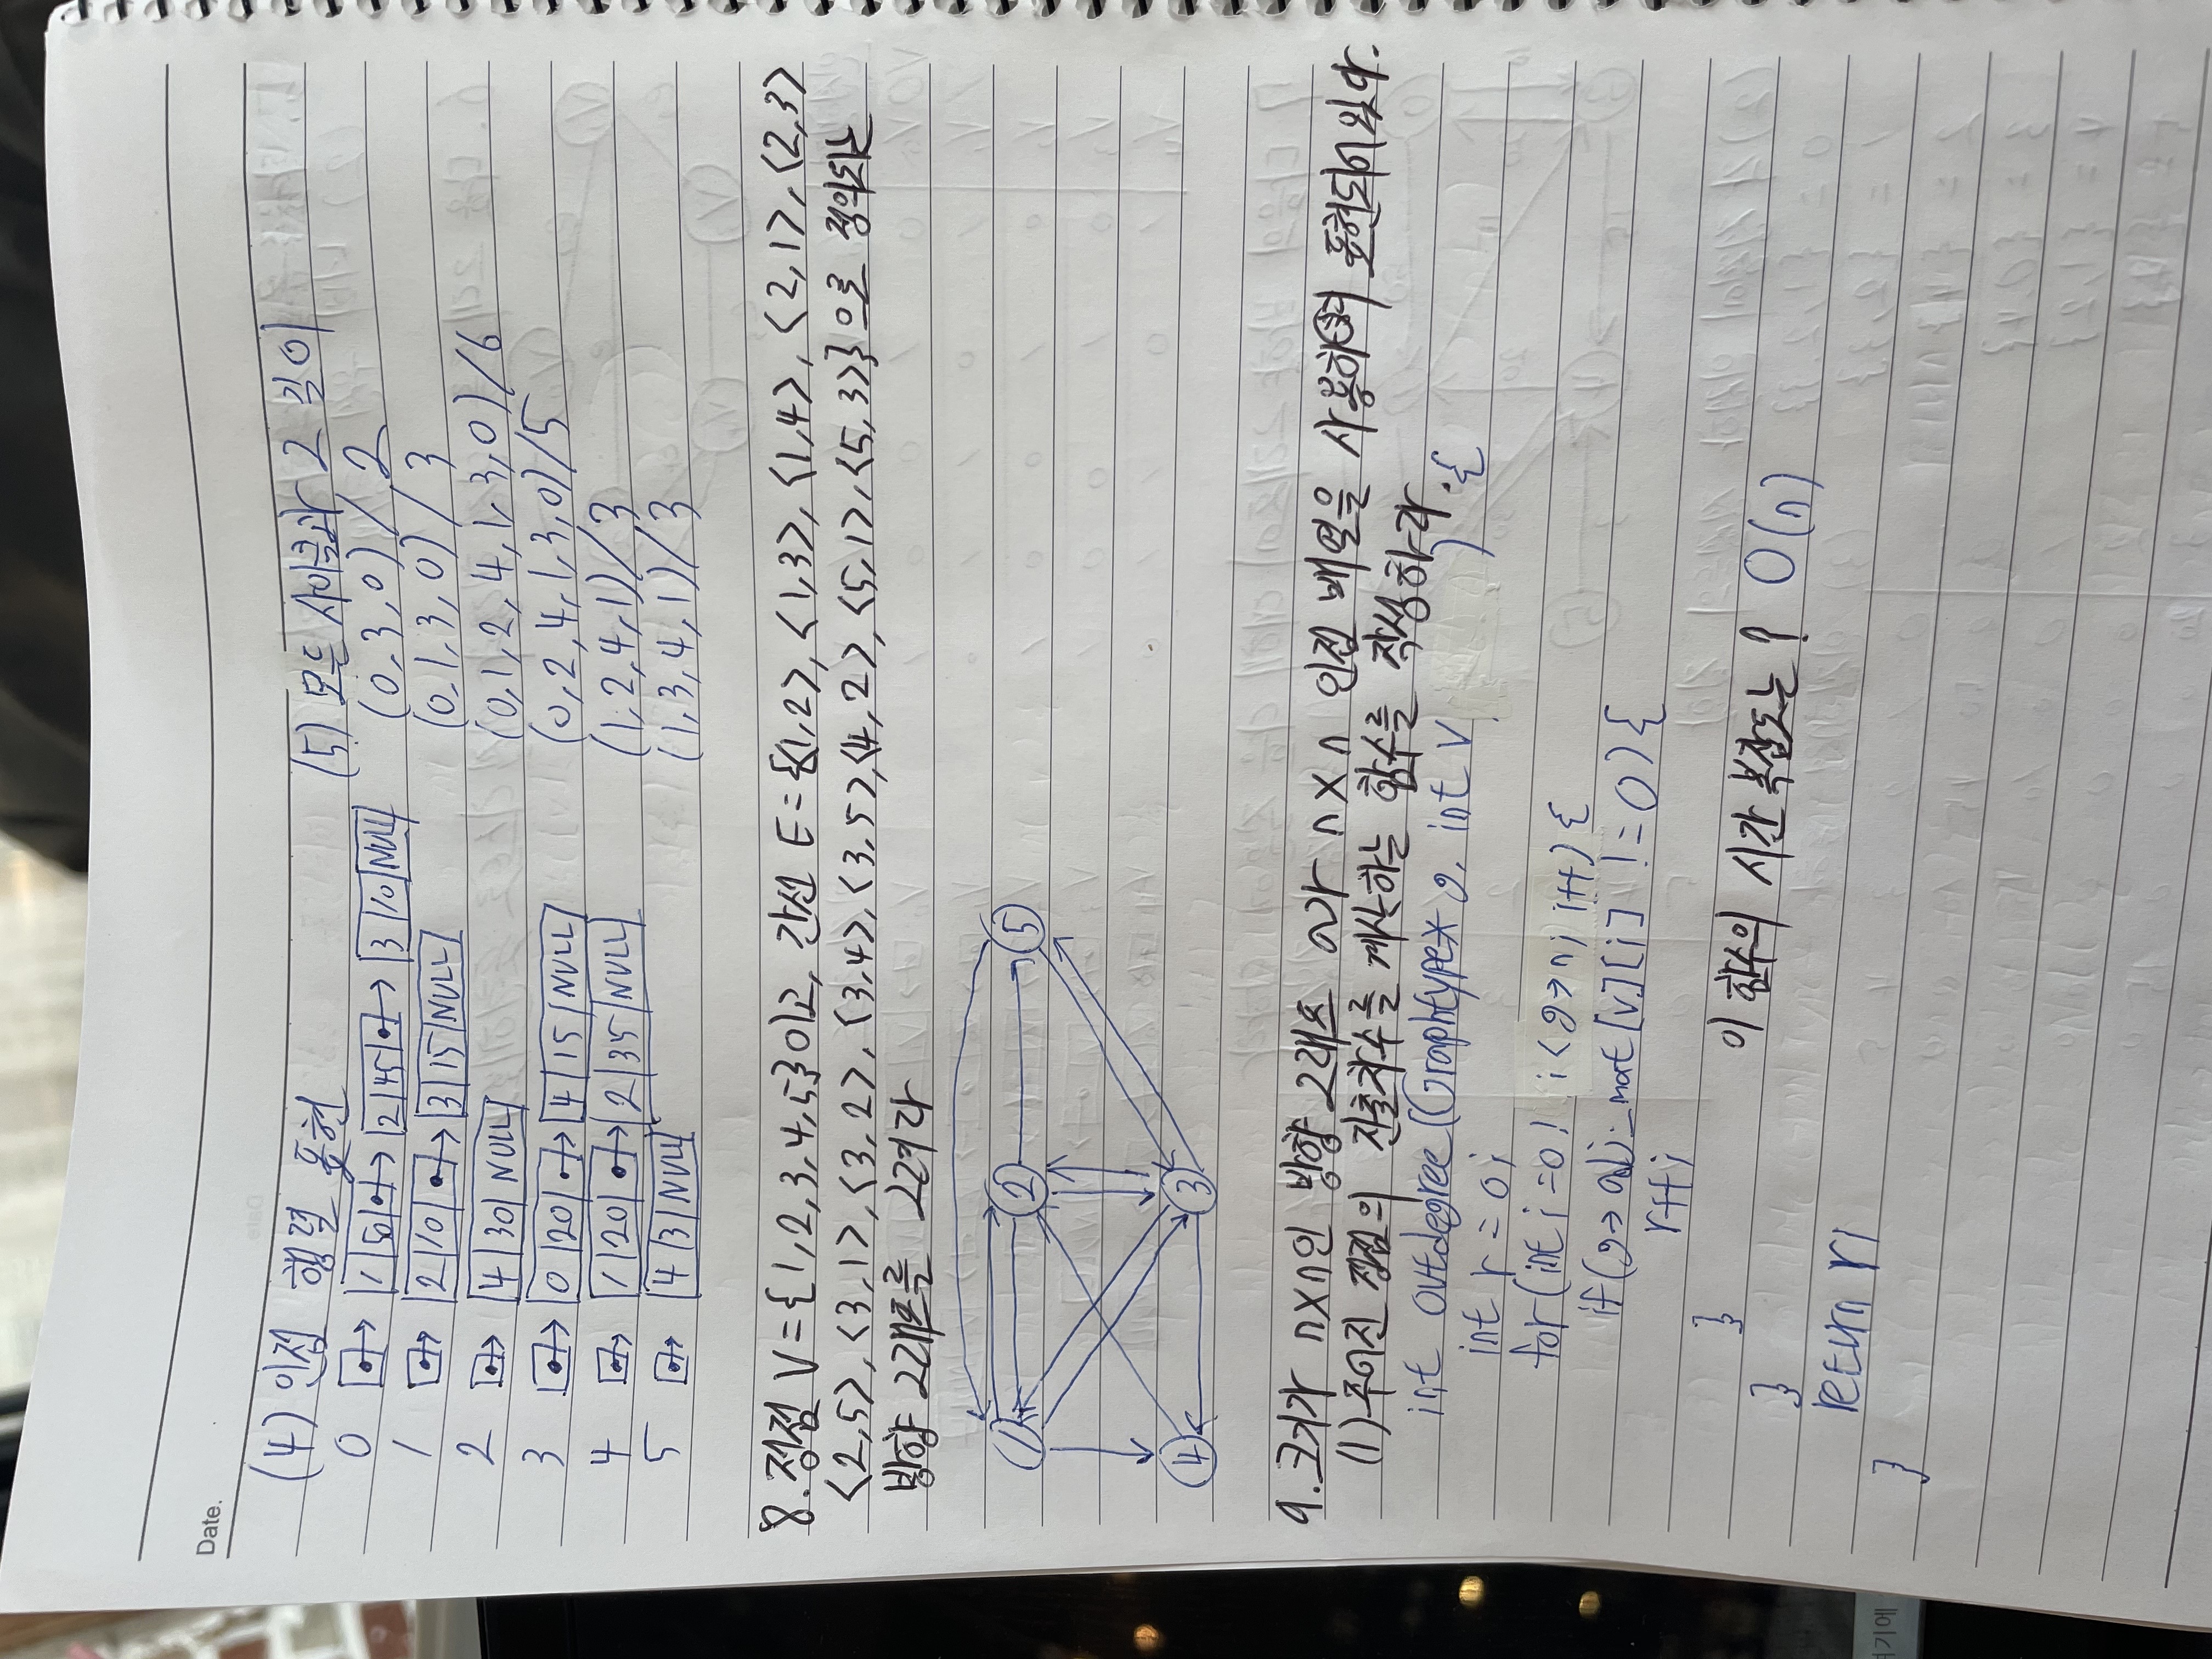 Date.
(4) 인접 행렬 표현
0 1 50 2 45 3 10 NULL
1 2 10 3 15 NULL
2 4 30 NULL
3 0 20 4 15 NULL
4 1 20 2 35 NULL
5 4 3 NULL
(5) 모든 사이클과 그 길이
(0,3,0) / 2
(0,1,3,0) / 3
(0,1,2,4,1,3,0) / 6
(0,2,4,1,3,0) / 5
(1,2,4,1) / 3
(1,3,4,1) / 3
8. 정점 V={1,2,3,4,5}이고, 간선 E={<1,2>, <1,3>, <1,4>, <2,1>, <2,3>
<2,5>, <3,1>, <3,2>, <3,4>, <3,5>, <4,2>, <5,1>, <5,3>}으로 정의되는
방향 그래프를 그려라
1 2 5
4 3
9. 크기가 n×n인 방향 그래프 a가 n×n 인접 배열을 사용하여 표현되어 있다.
(1) 주어진 정점의 진출차수를 계산하는 함수를 작성하라.
int outdegree(Graphtype* g, int v) {
int r = 0;
for(int i=0; i<g->n; i++) {
if(g->adj_mat[v][i] != 0) {
r++;
}
이 함수의 시간 복잡도는? O(n)
}
return r;
}
여기에